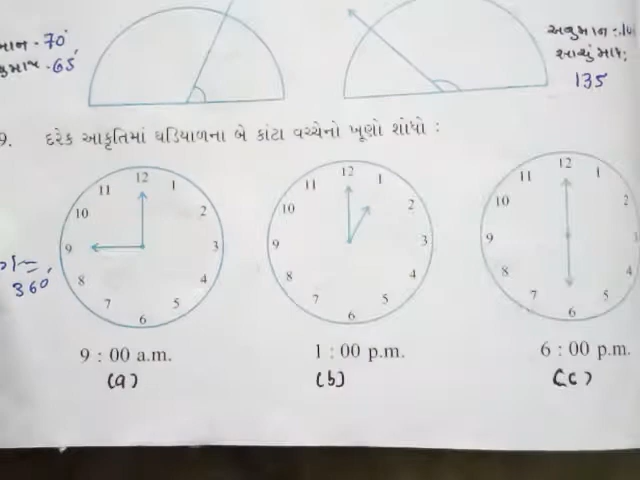 માન - 70°
માપ - 65°
અનુમાન :
સાચું માપ :
135
9. દરેક આકૃતિમાં ઘડિયાળના બે કાંટા વચ્ચેનો ખૂણો શોધો :
12 1 2 3 4 5 6 7 8 9 10 11
12 1 2 3 4 5 6 7 8 9 10 11
12 1 2 3 4 5 6 7 8 9 10 11
360°
9 : 00 a.m.
1 : 00 p.m.
6 : 00 p.m.
(a)
(b)
(c)